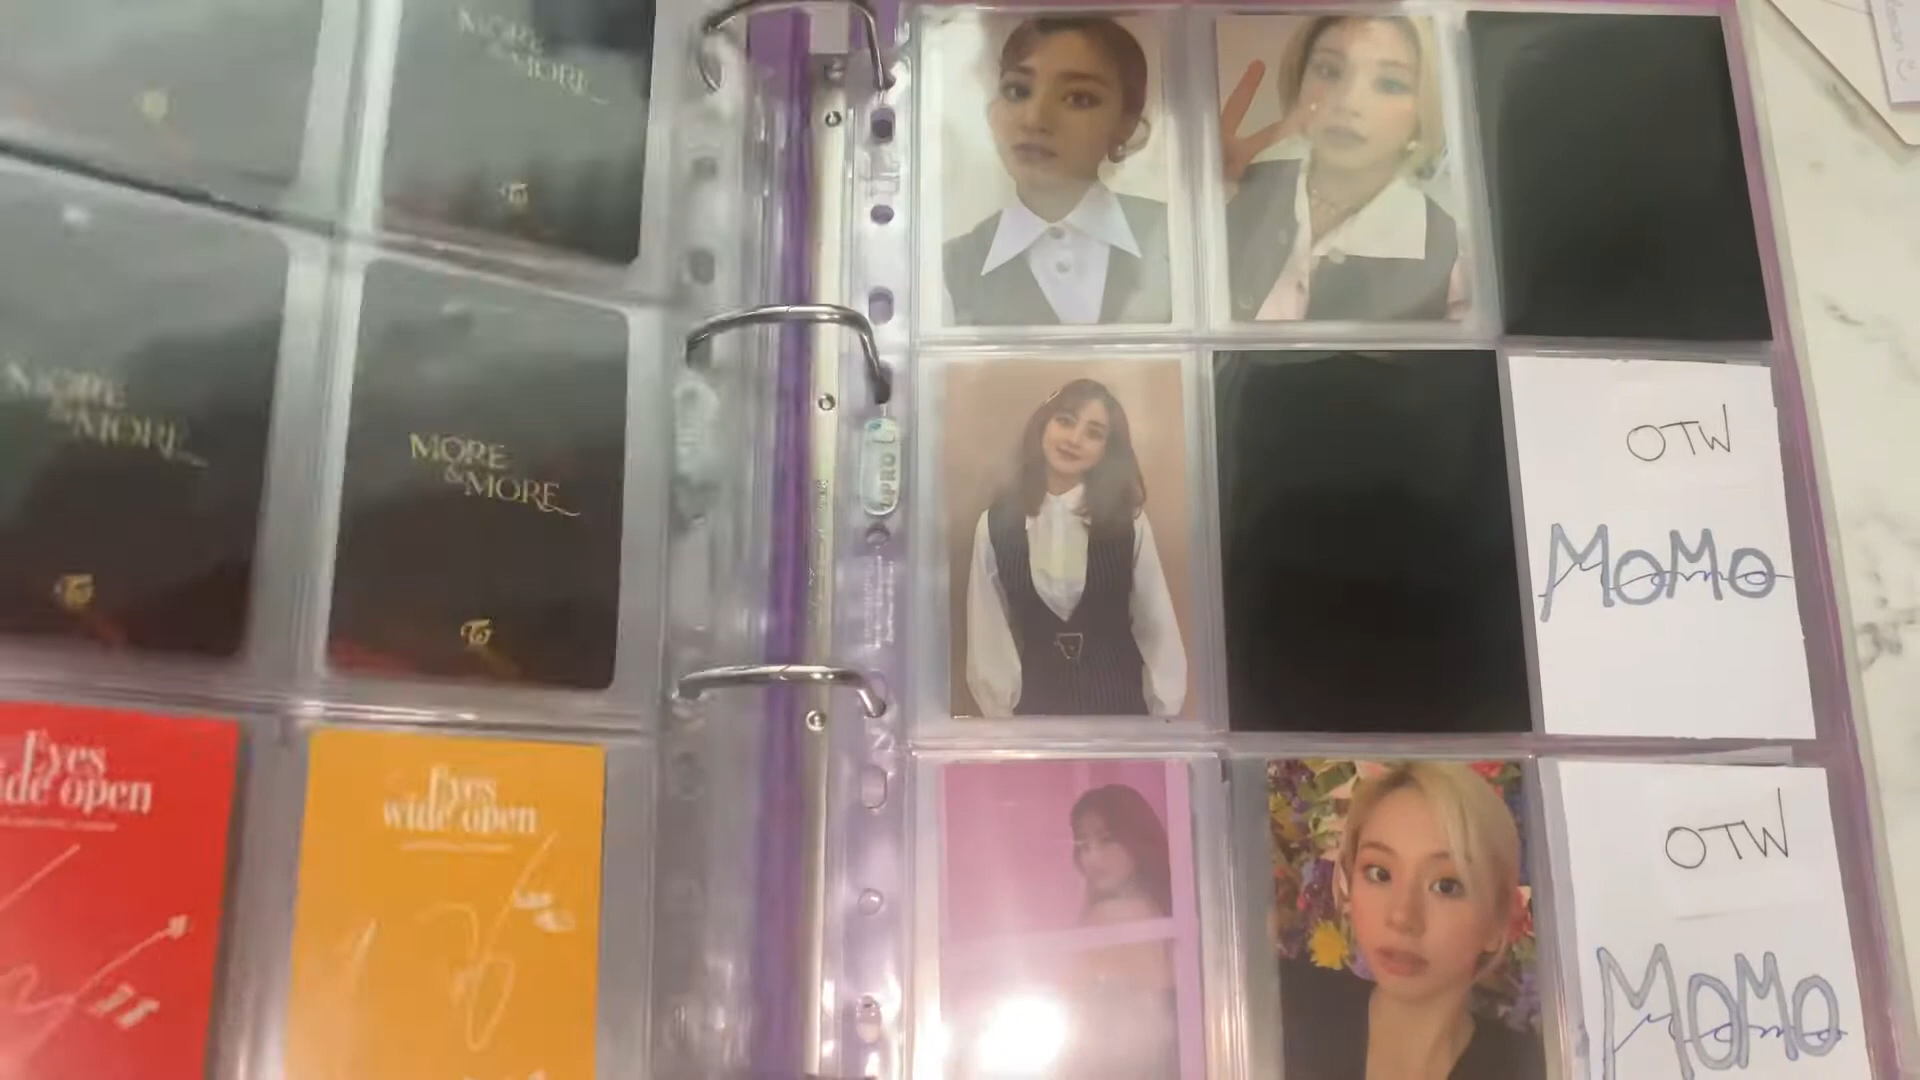 MORE
& MORE
MORE
& MORE
MORE
& MORE
Eyes
wide open
Eyes
wide open
OTW
MOMO
OTW
MOMO